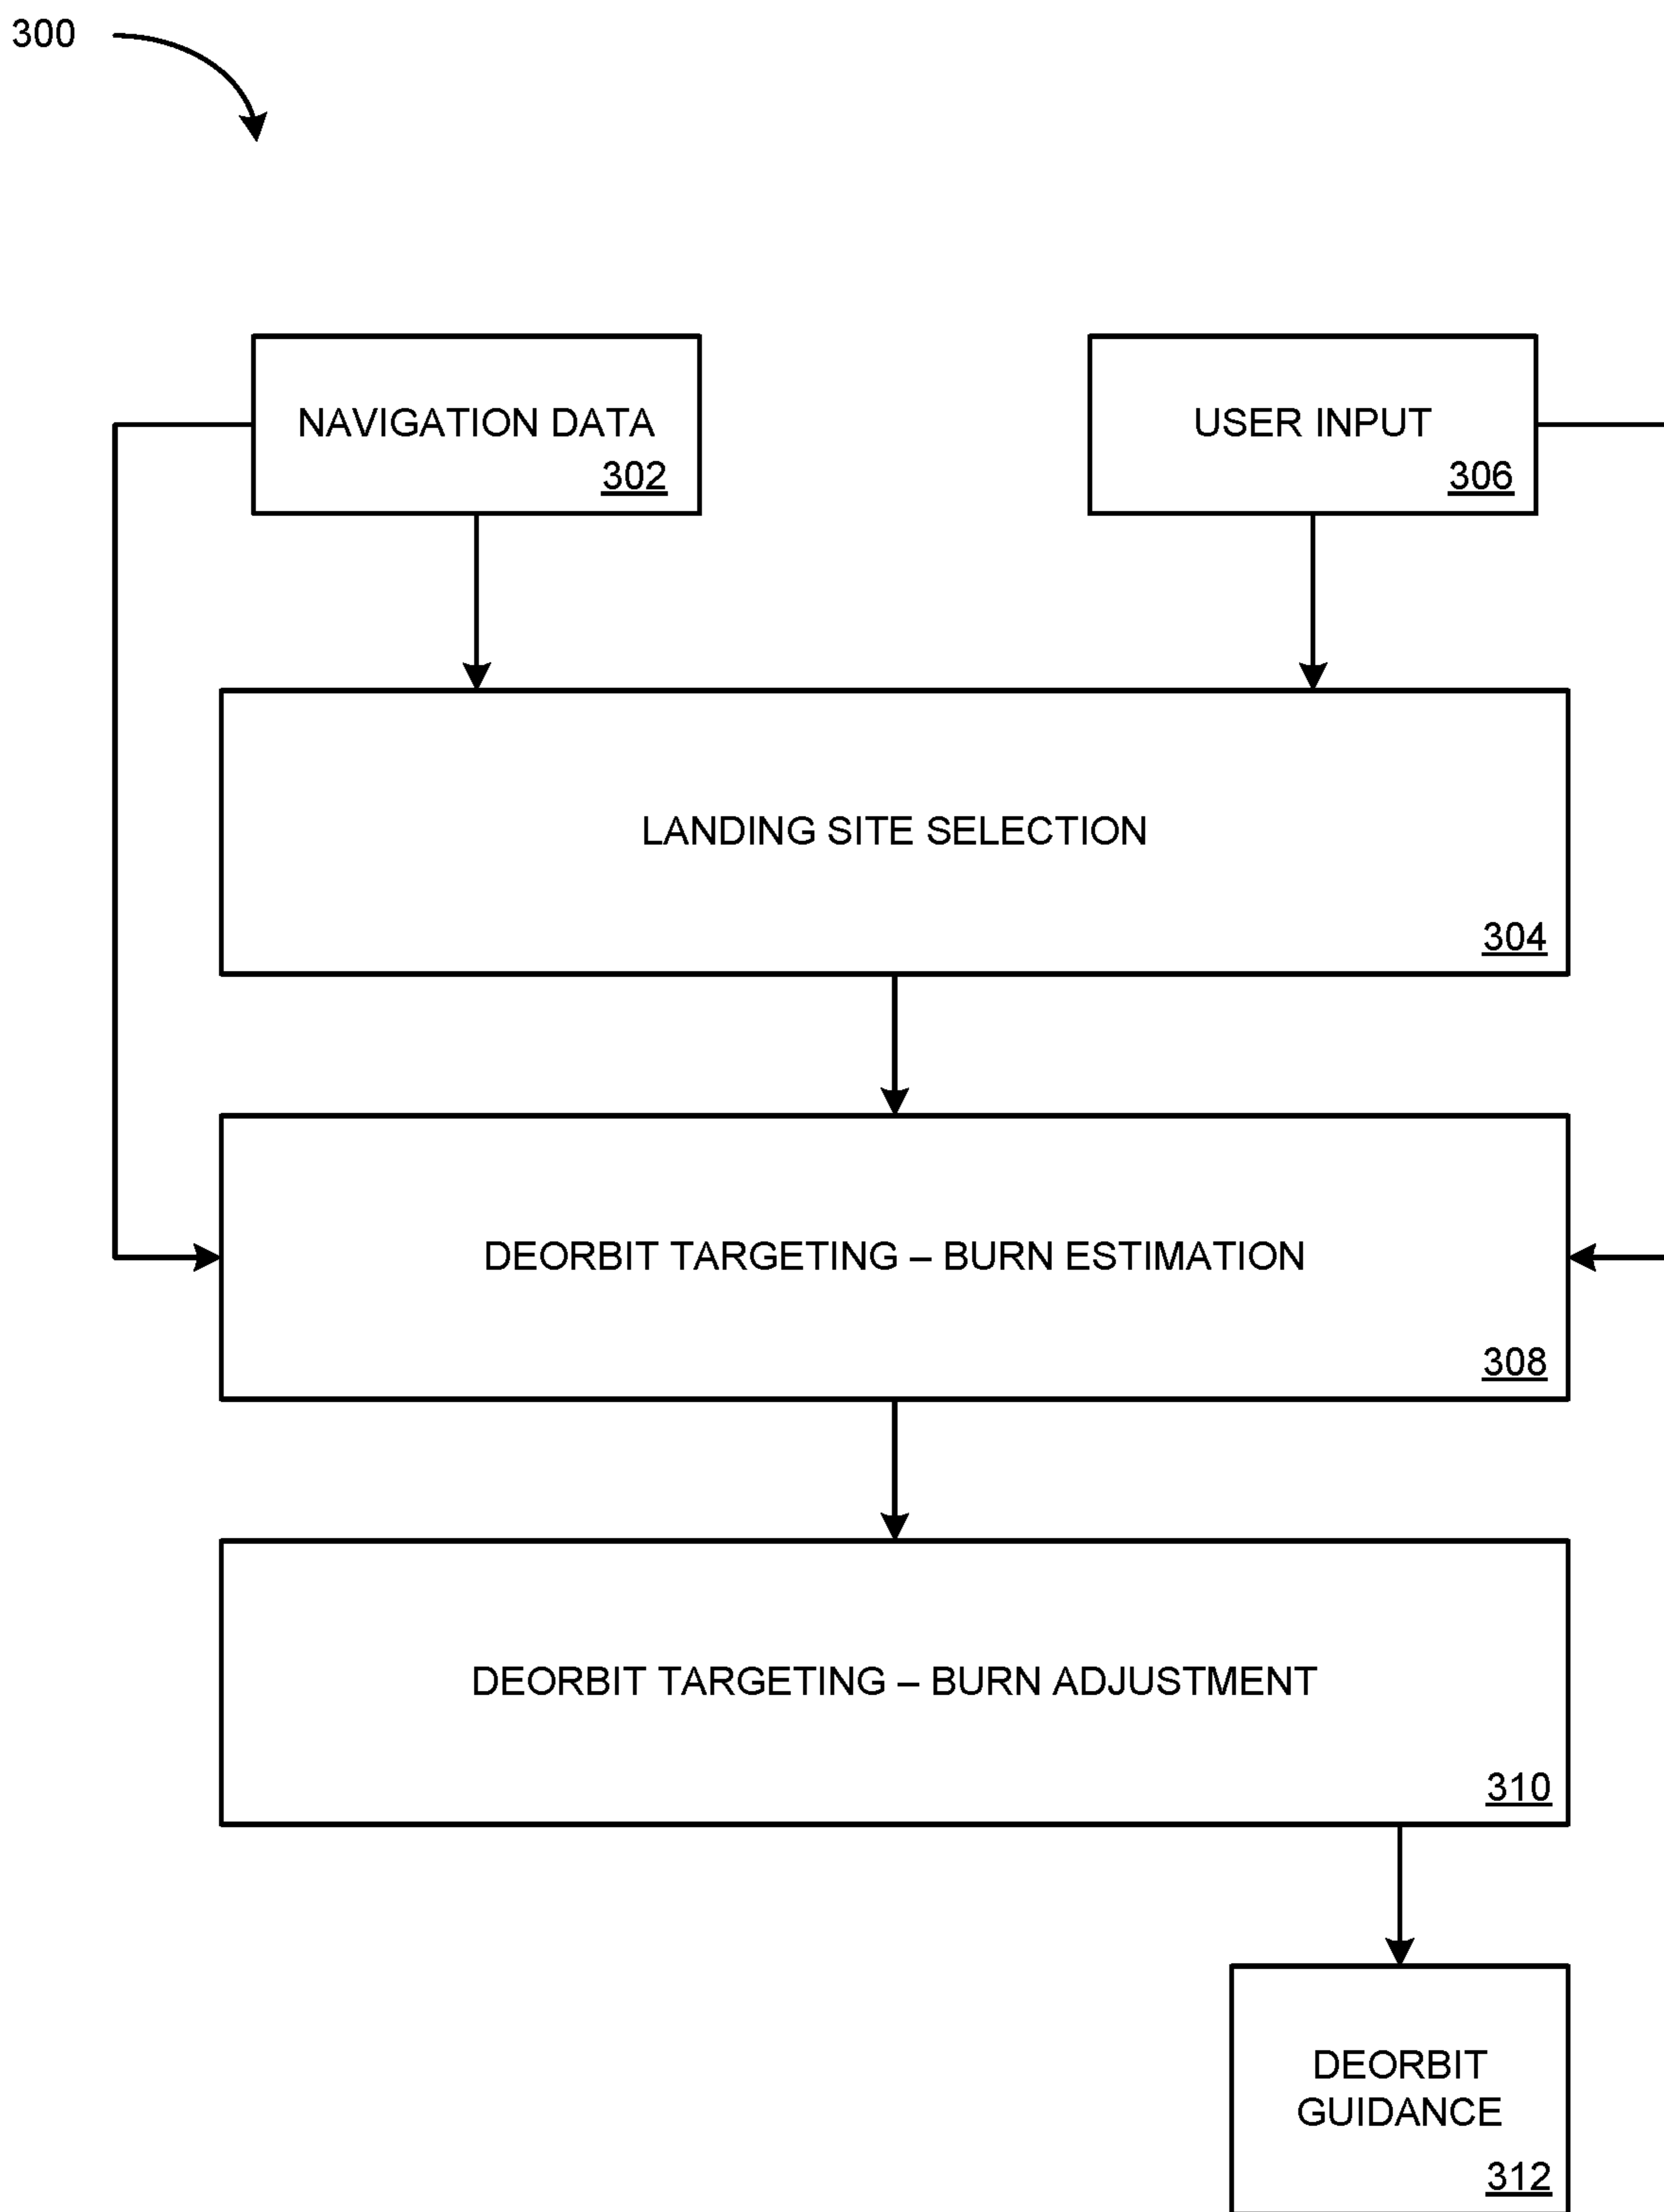 300
NAVIGATION DATA
302
USER INPUT
306
LANDING SITE SELECTION
304
DEORBIT TARGETING – BURN ESTIMATION
308
DEORBIT TARGETING – BURN ADJUSTMENT
310
DEORBIT
GUIDANCE
312